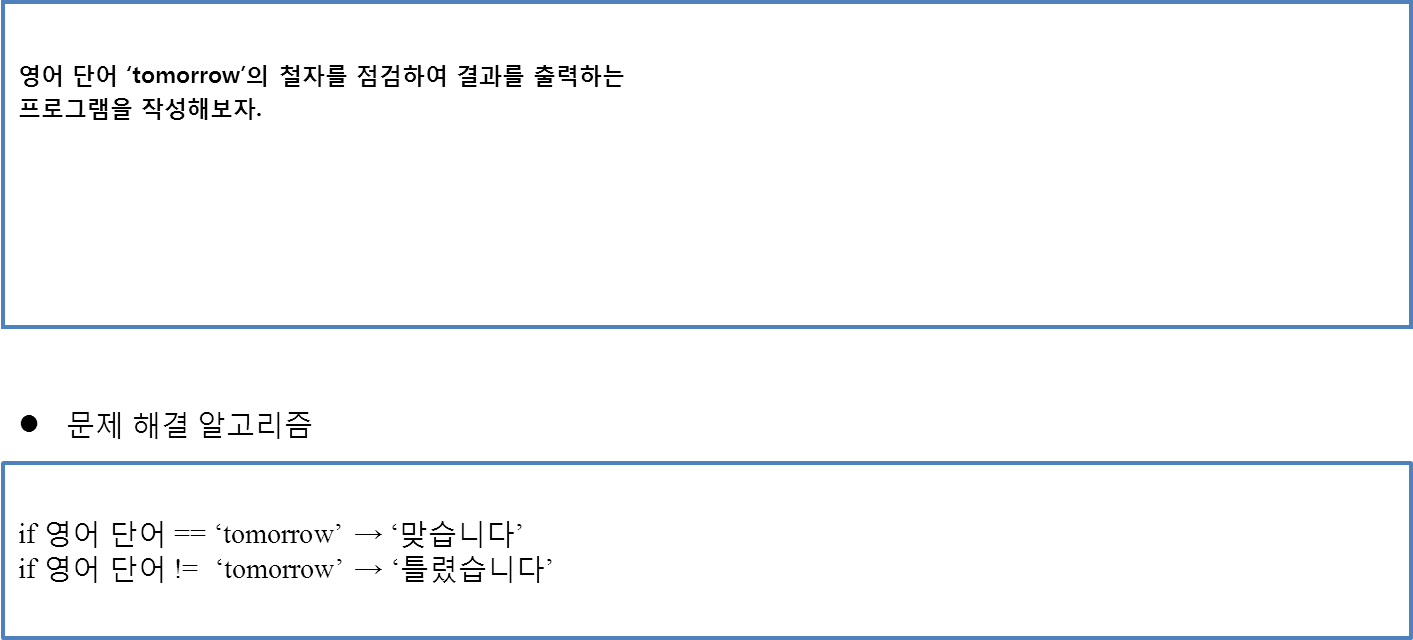 영어 단어 ‘tomorrow’의 철자를 점검하여 결과를 출력하는
프로그램을 작성해보자.
● 문제 해결 알고리즘
if 영어 단어 == ‘tomorrow’ → ‘맞습니다’
if 영어 단어 != ‘tomorrow’ → ‘틀렸습니다’